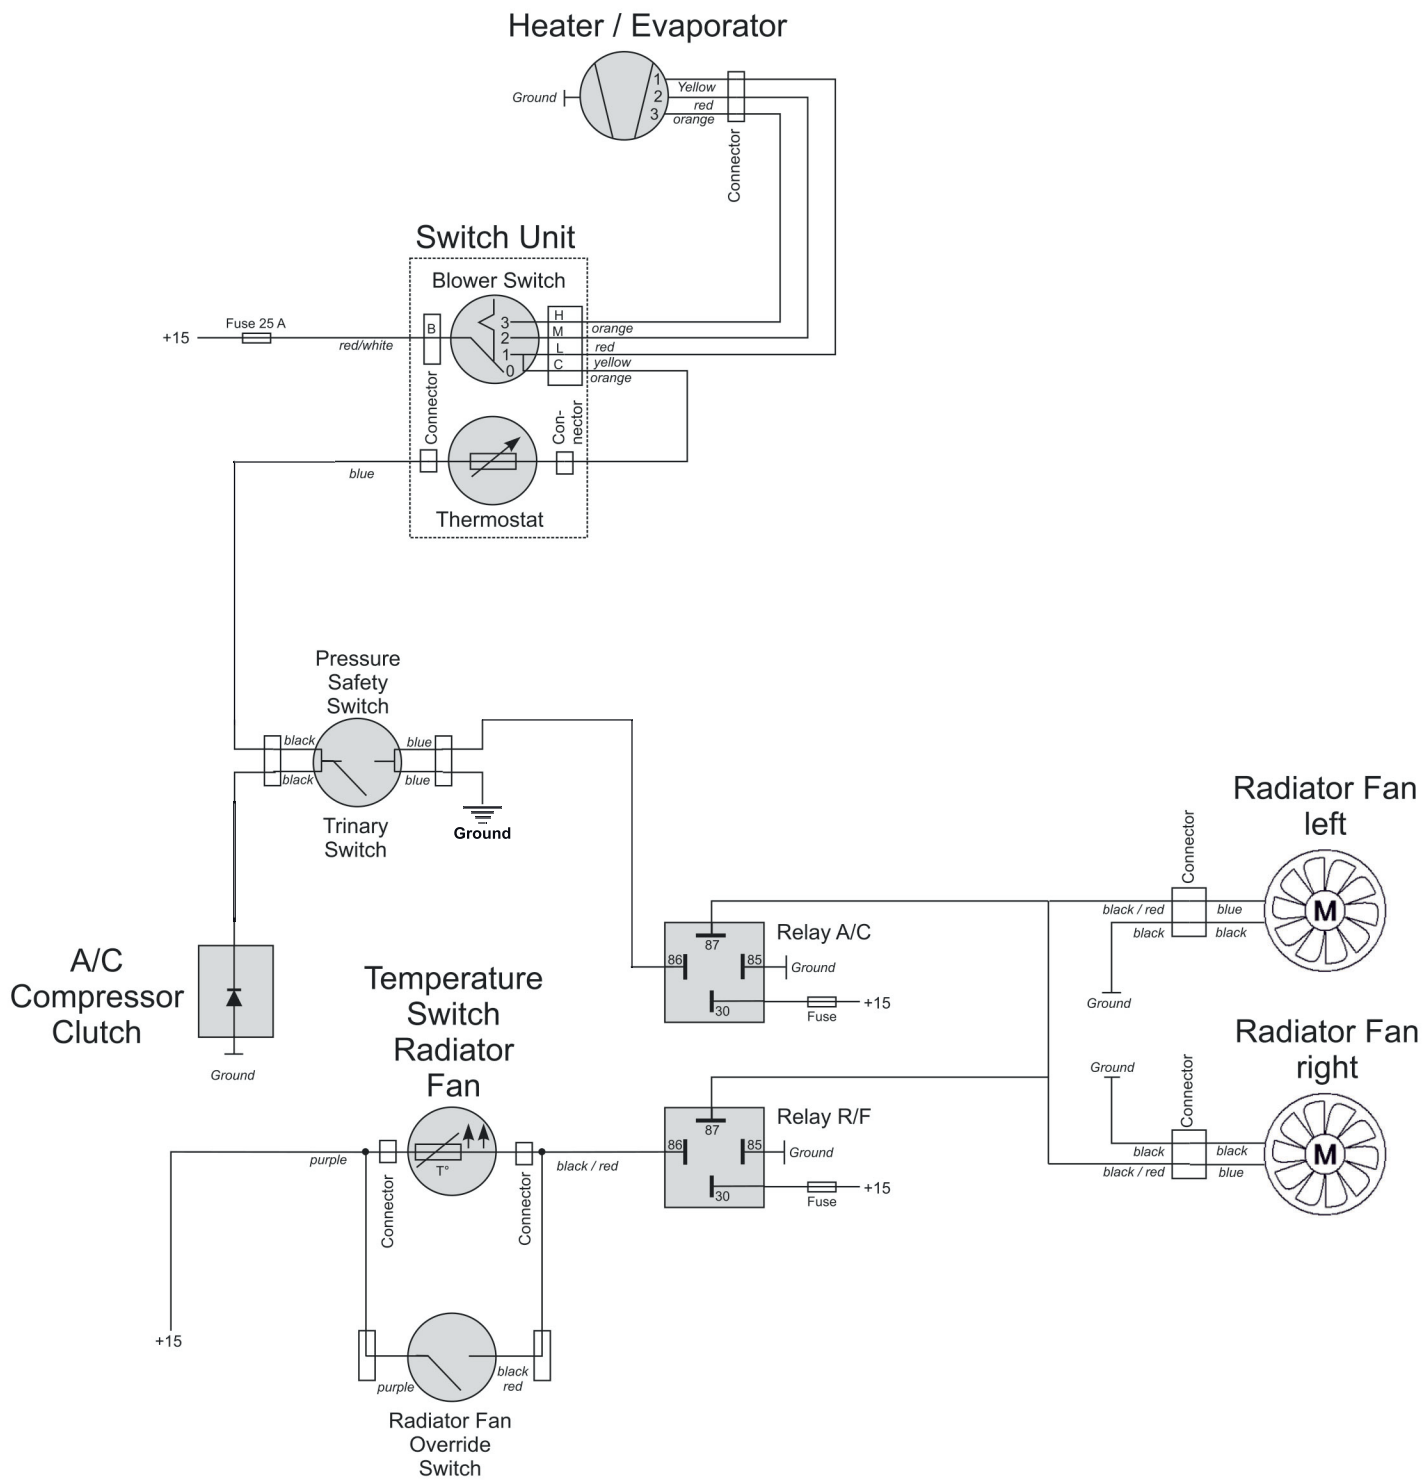 Heater / Evaporator
Ground
1
2
3
Yellow
red
orange
Connector
Switch Unit
Blower Switch
+15
Fuse 25 A
red/white
B
3
2
1
0
H
M
L
C
orange
red
yellow
orange
Connector
Con-
nector
blue
Thermostat
Pressure
Safety
Switch
black
black
blue
blue
Trinary
Switch
Ground
A/C
Compressor
Clutch
Ground
Relay A/C
87
86
85
30
Ground
Fuse
+15
Radiator Fan
left
Connector
black / red
black
blue
black
M
Ground
Radiator Fan
right
Ground
Connector
black
black / red
black
blue
M
Temperature
Switch
Radiator
Fan
T°
purple
Connector
Connector
black / red
Relay R/F
87
86
85
30
Ground
Fuse
+15
+15
purple
black
red
Radiator Fan
Override
Switch